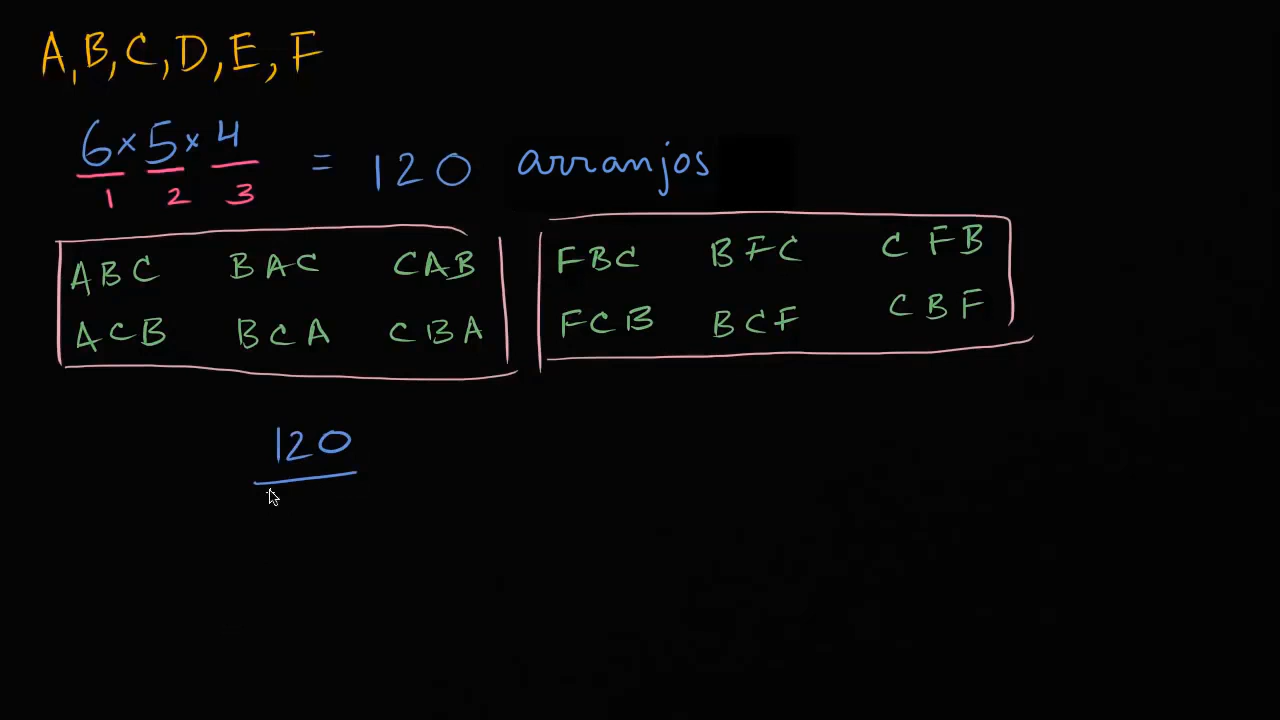 A, B, C, D, E, F
6 × 5 × 4 = 120 arranjos
1 2 3
ABC BAC CAB
ACB BCA CBA
FBC BFC CFB
FCB BCF CBF
120